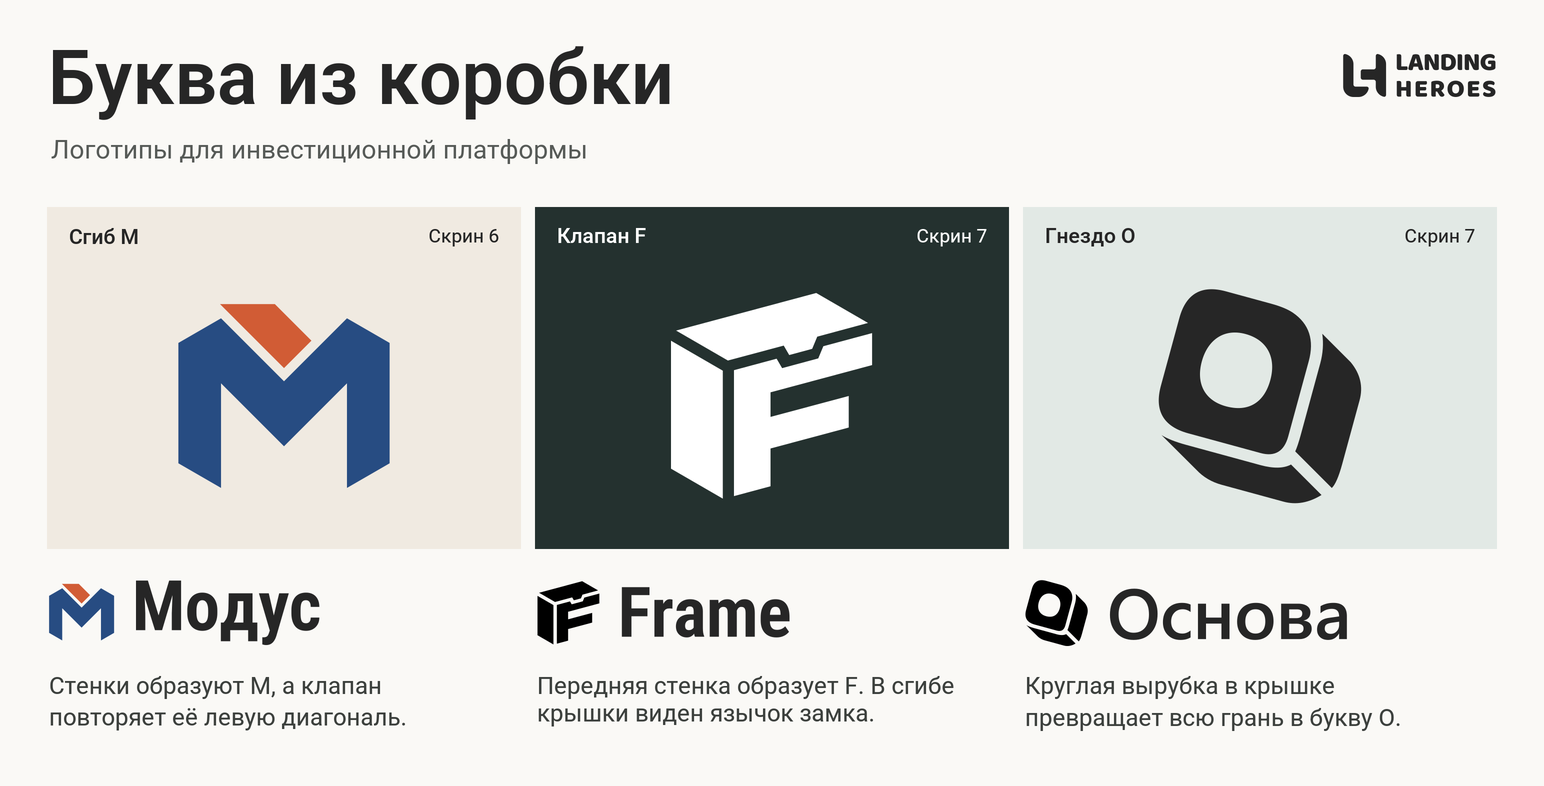 Буква из коробки
LANDING
HEROES
Логотипы для инвестиционной платформы
Сгиб М
Скрин 6
Клапан F
Скрин 7
Гнездо О
Скрин 7
Модус
Frame
Основа
Стенки образуют М, а клапан
повторяет её левую диагональ.
Передняя стенка образует F. В сгибе
крышки виден язычок замка.
Круглая вырубка в крышке
превращает всю грань в букву О.